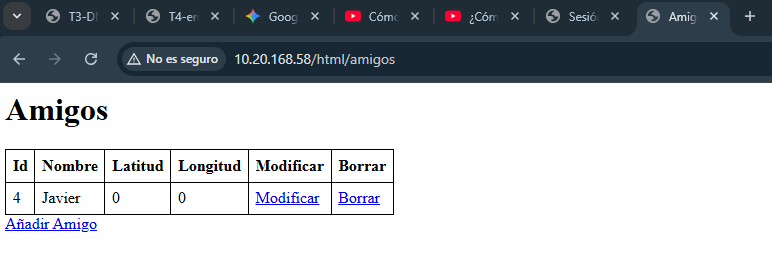 T3-DI
T4-en
Goog
Cómo
¿Cóm
Sesió
Amig
No es seguro
10.20.168.58/html/amigos
Amigos
Id Nombre Latitud Longitud Modificar Borrar
4 Javier 0 0 Modificar Borrar
Añadir Amigo